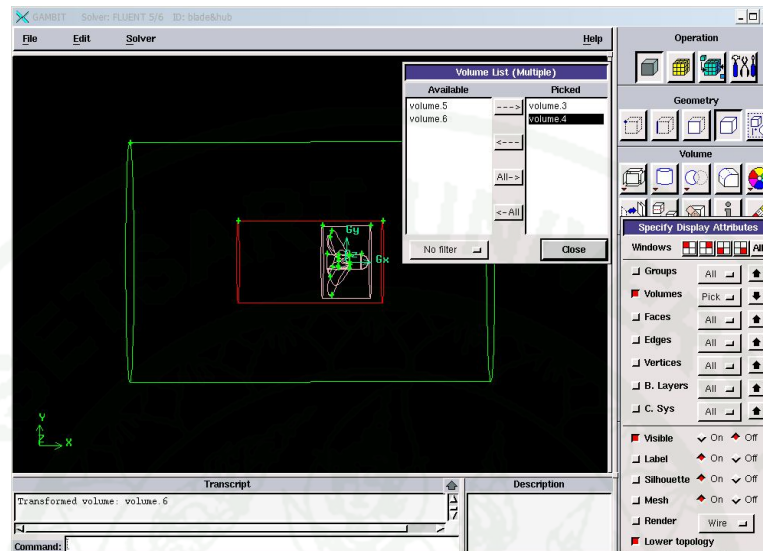 GAMBIT Solver: FLUENT 5/6 ID: blade&hub
File Edit Solver Help
Operation
Geometry
Volume
Volume List (Multiple)
Available Picked
volume.5 volume.3
volume.6 volume.4
--->
<---
All->
<-All
No filter Close
Gy
Gx
Specify Display Attributes
Windows All
Groups All
Volumes Pick
Faces All
Edges All
Vertices All
B. Layers All
C. Sys All
Visible On Off
Label On Off
Silhouette On Off
Mesh On Off
Render Wire
Lower topology
Y
Z X
Transcript Description
Transformed volume: volume.6
Command: